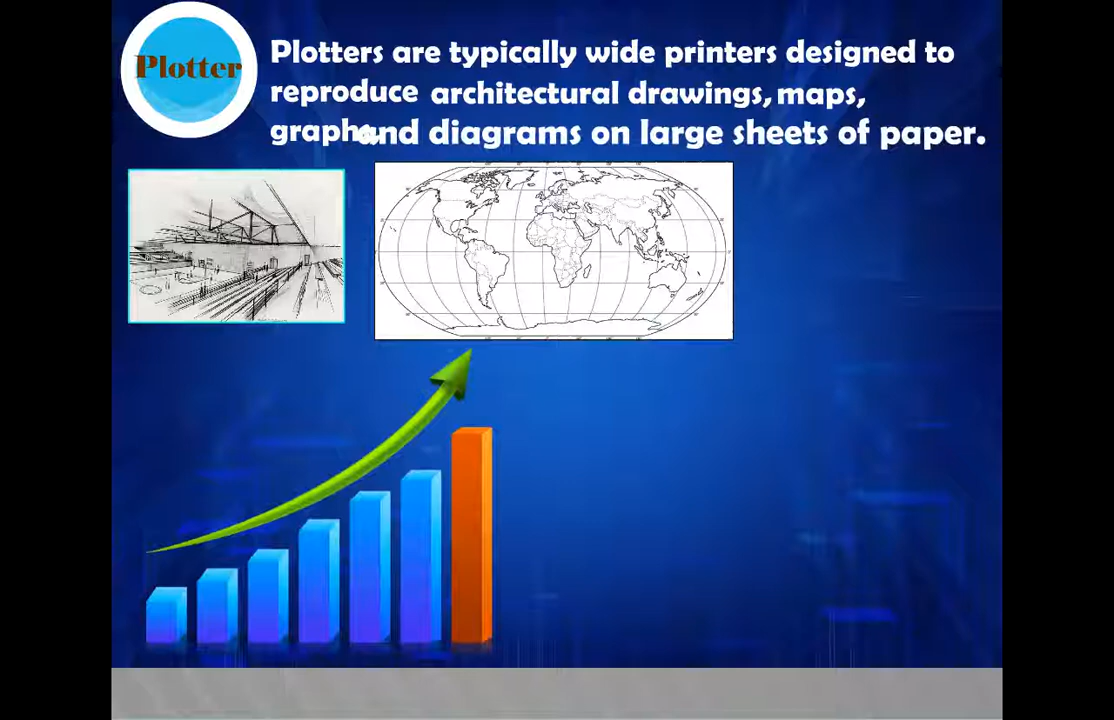 Plotter
Plotters are typically wide printers designed to
reproduce architectural drawings, maps,
graphs, and diagrams on large sheets of paper.